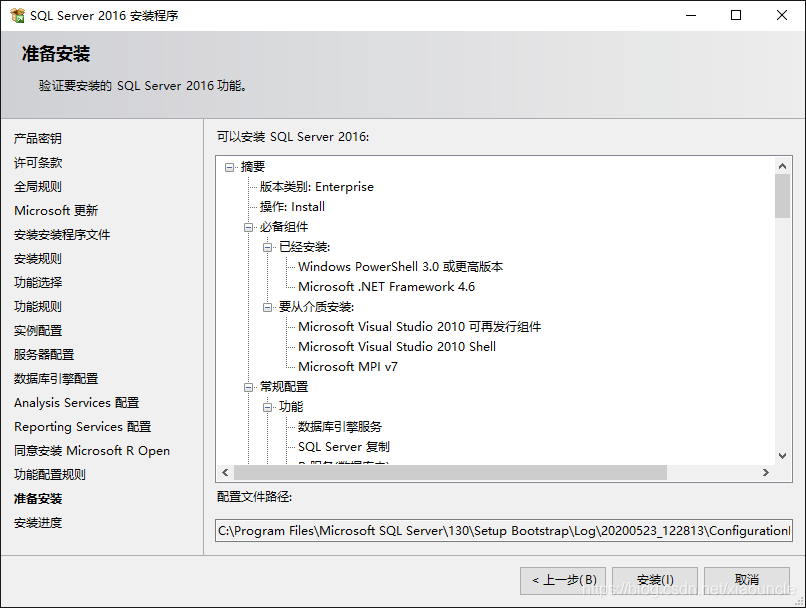 SQL Server 2016 安装程序
准备安装
验证要安装的 SQL Server 2016 功能。
产品密钥
许可条款
全局规则
Microsoft 更新
安装安装程序文件
安装规则
功能选择
功能规则
实例配置
服务器配置
数据库引擎配置
Analysis Services 配置
Reporting Services 配置
同意安装 Microsoft R Open
功能配置规则
准备安装
安装进度
可以安装 SQL Server 2016:
摘要
版本类别: Enterprise
操作: Install
必备组件
已经安装:
Windows PowerShell 3.0 或更高版本
Microsoft .NET Framework 4.6
要从介质安装:
Microsoft Visual Studio 2010 可再发行组件
Microsoft Visual Studio 2010 Shell
Microsoft MPI v7
常规配置
功能
数据库引擎服务
SQL Server 复制
配置文件路径:
C:\Program Files\Microsoft SQL Server\130\Setup Bootstrap\Log\20200523_122813\Configuration
< 上一步(B)
安装(I)
取消
https://blog.csdn.net/xiaouncle